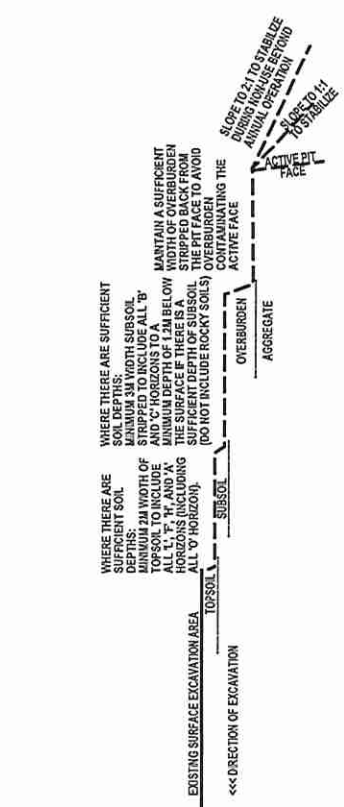 EXISTING SURFACE EXCAVATION AREA
<<< DIRECTION OF EXCAVATION
WHERE THERE ARE
SUFFICIENT SOIL
DEPTHS:
MINIMUM 2M WIDTH OF
TOPSOIL TO INCLUDE
ALL 'L', 'F', 'H', AND 'A'
HORIZONS (INCLUDING
ALL 'O' HORIZON).
TOPSOIL
SUBSOIL
WHERE THERE ARE SUFFICIENT
SOIL DEPTHS:
MINIMUM 3M WIDTH SUBSOIL
STRIPPED TO INCLUDE ALL 'B'
AND 'C' HORIZONS TO A
MINIMUM DEPTH OF 1.2M BELOW
THE SURFACE IF THERE IS A
SUFFICIENT DEPTH OF SUBSOIL
(DO NOT INCLUDE ROCKY SOILS)
OVERBURDEN
AGGREGATE
MAINTAIN A SUFFICIENT
WIDTH OF OVERBURDEN
STRIPPED BACK FROM
THE PIT FACE TO AVOID
OVERBURDEN
CONTAMINATING THE
ACTIVE FACE
ACTIVE PIT
FACE
SLOPE TO 2:1 TO STABILIZE
DURING NON-USE BEYOND
ANNUAL OPERATION
SLOPE TO 1:1
TO STABILIZE